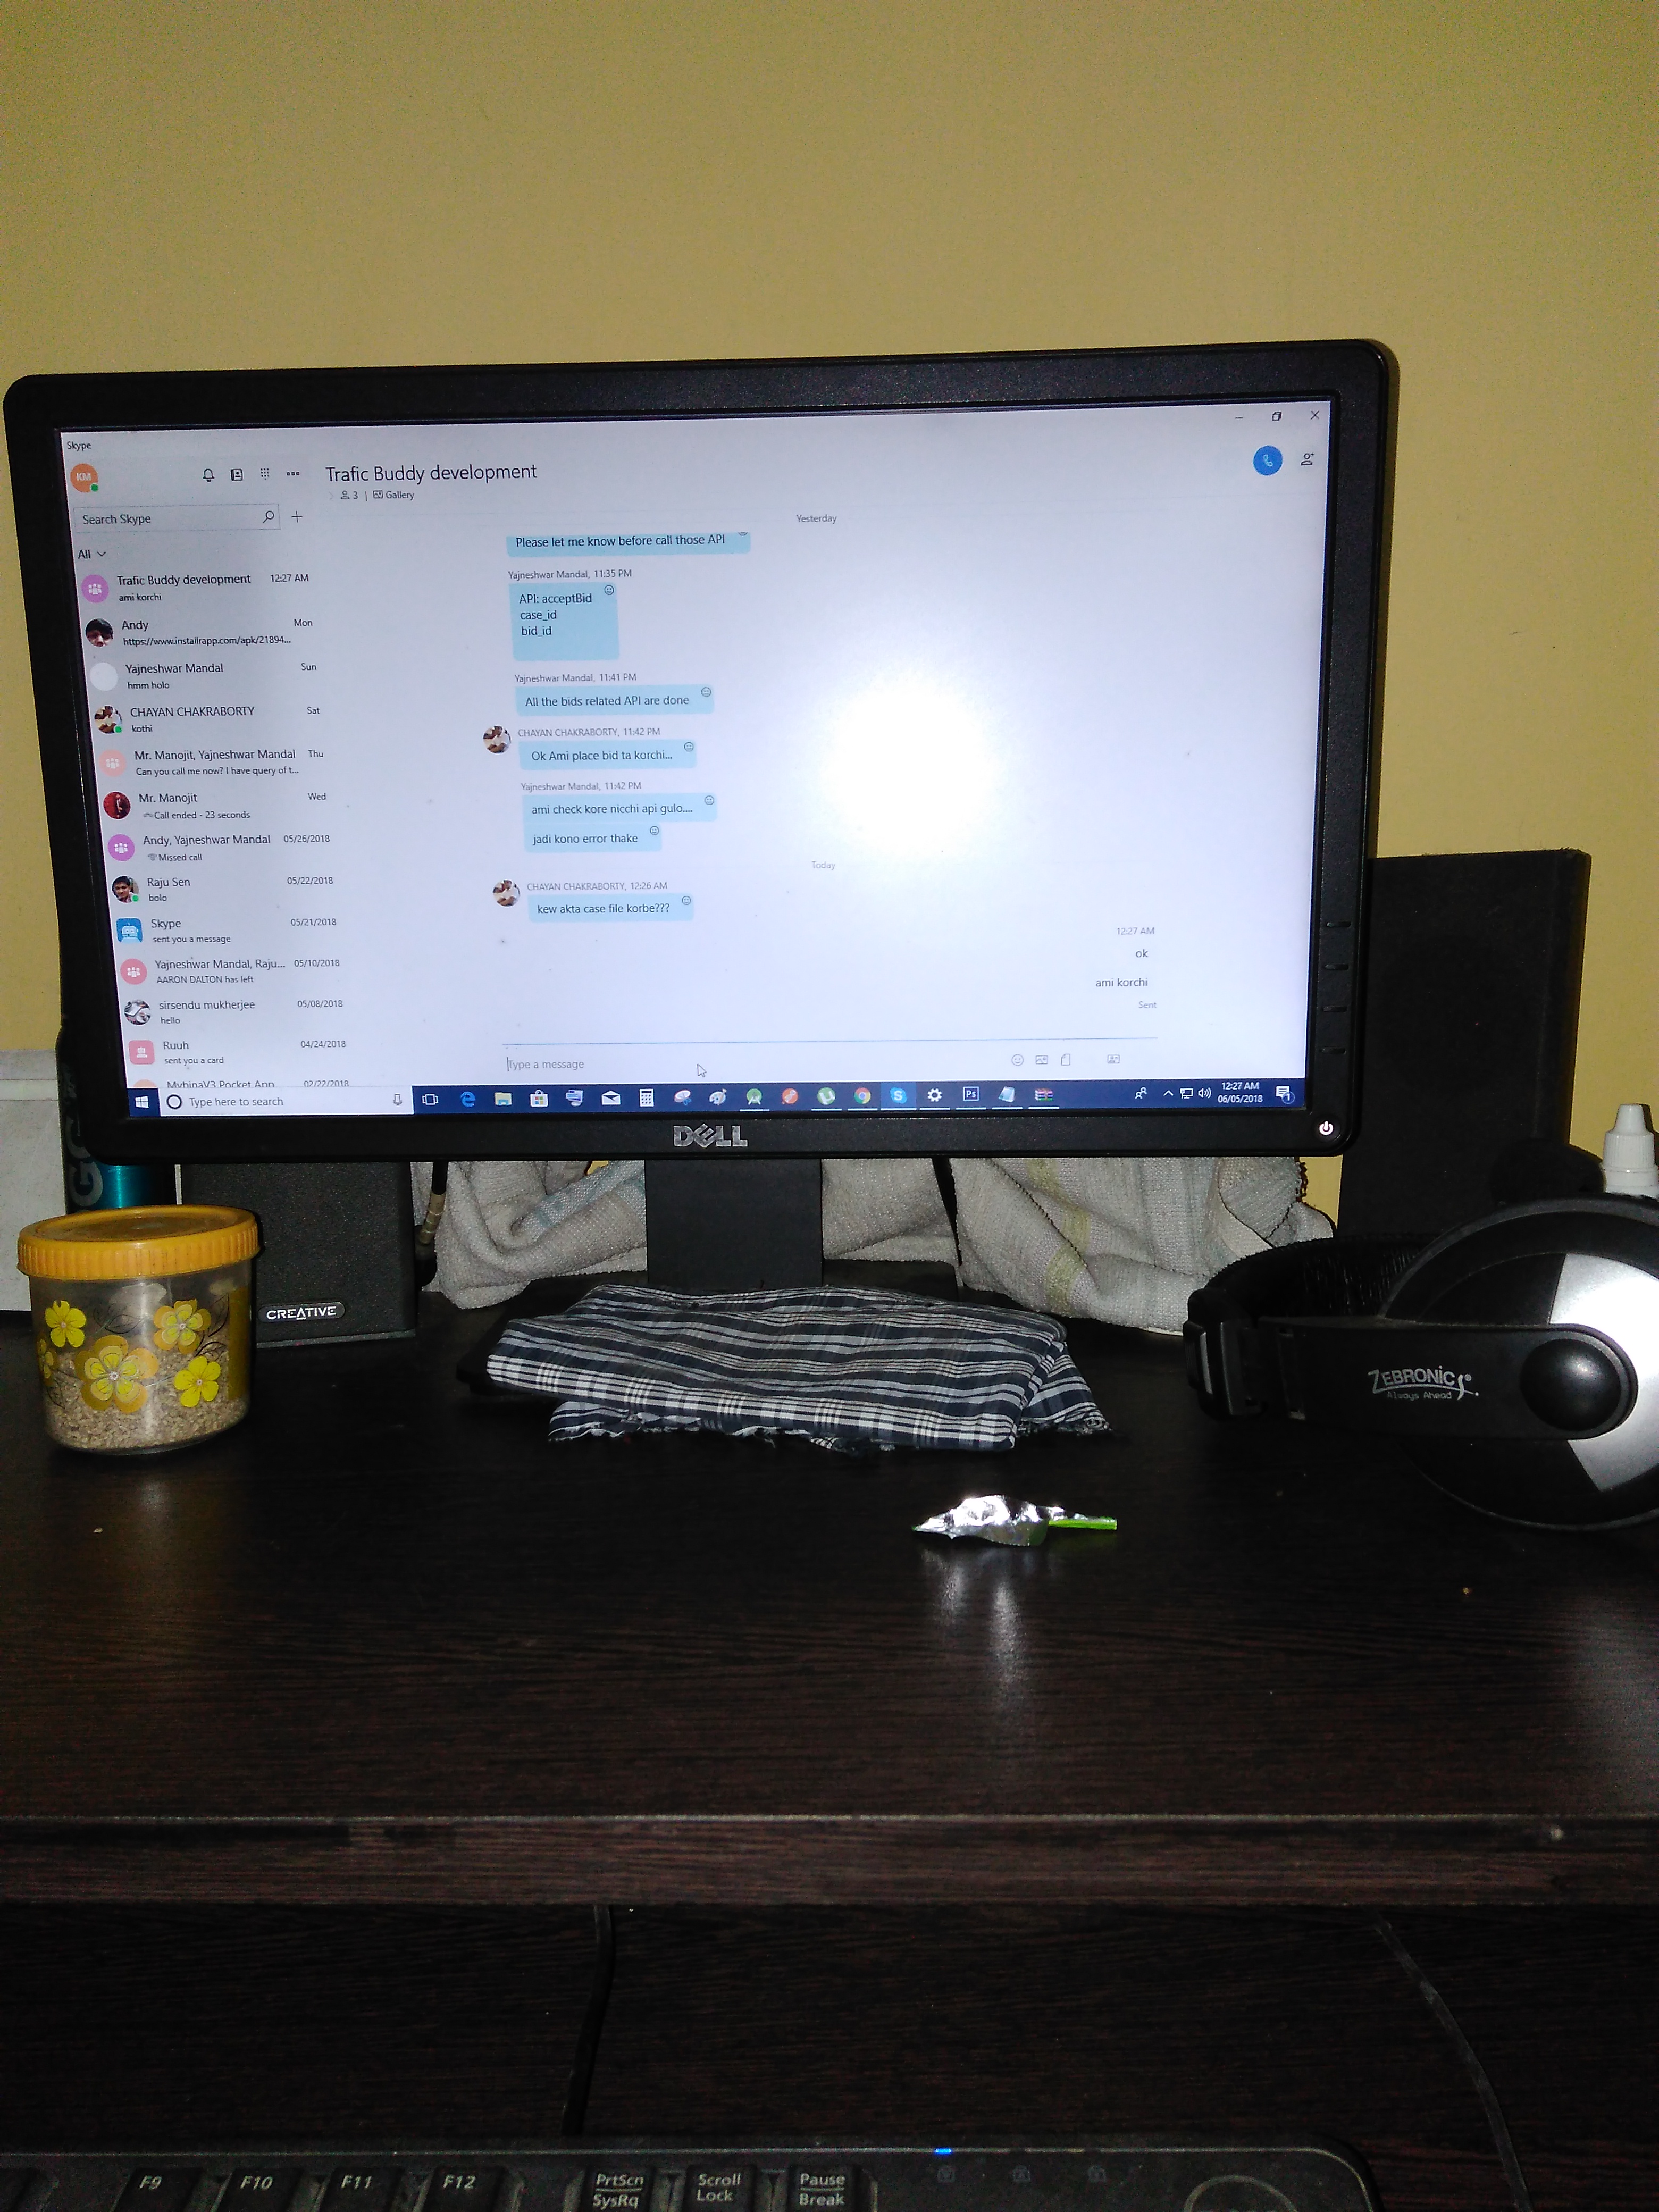 Skype
KM
Trafic Buddy development
3 | Gallery
Search Skype
All
Trafic Buddy development 12:27 AM
ami korchi
Andy Mon
https://www.installrapp.com/apk/21894...
Yajneshwar Mandal Sun
hmm holo
CHAYAN CHAKRABORTY Sat
kothi
Mr. Manojit, Yajneshwar Mandal Thu
Can you call me now? I have query of t...
Mr. Manojit Wed
Call ended - 23 seconds
Andy, Yajneshwar Mandal 05/26/2018
Missed call
Raju Sen 05/22/2018
bolo
Skype 05/21/2018
sent you a message
Yajneshwar Mandal, Raju... 05/10/2018
AARON DALTON has left
sirsendu mukherjee 05/08/2018
hello
Ruuh 04/24/2018
sent you a card
MybinaV3 Pocket App 02/22/2018
Yesterday
Please let me know before call those API
Yajneshwar Mandal, 11:35 PM
API: acceptBid
case_id
bid_id
Yajneshwar Mandal, 11:41 PM
All the bids related API are done
CHAYAN CHAKRABORTY, 11:42 PM
Ok Ami place bid ta korchi...
Yajneshwar Mandal, 11:42 PM
ami check kore nicchi api gulo....
jadi kono error thake
Today
CHAYAN CHAKRABORTY, 12:26 AM
kew akta case file korbe???
12:27 AM
ok
ami korchi
Sent
Type a message
Type here to search
Ps
12:27 AM
06/05/2018
DELL
CREATIVE
ZEBRONICS
Always Ahead
F9 F10 F11 F12
PrtScn
SysRq
Scroll
Lock
Pause
Break